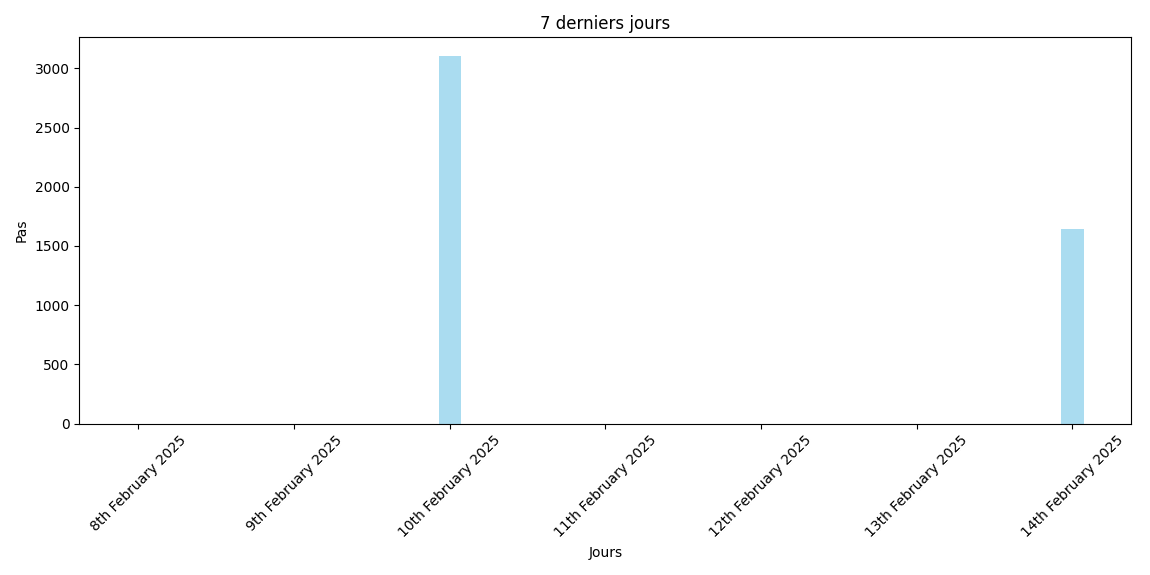 7 derniers jours
Pas
3000
2500
2000
1500
1000
500
0
8th February 2025
9th February 2025
10th February 2025
11th February 2025
12th February 2025
13th February 2025
14th February 2025
Jours